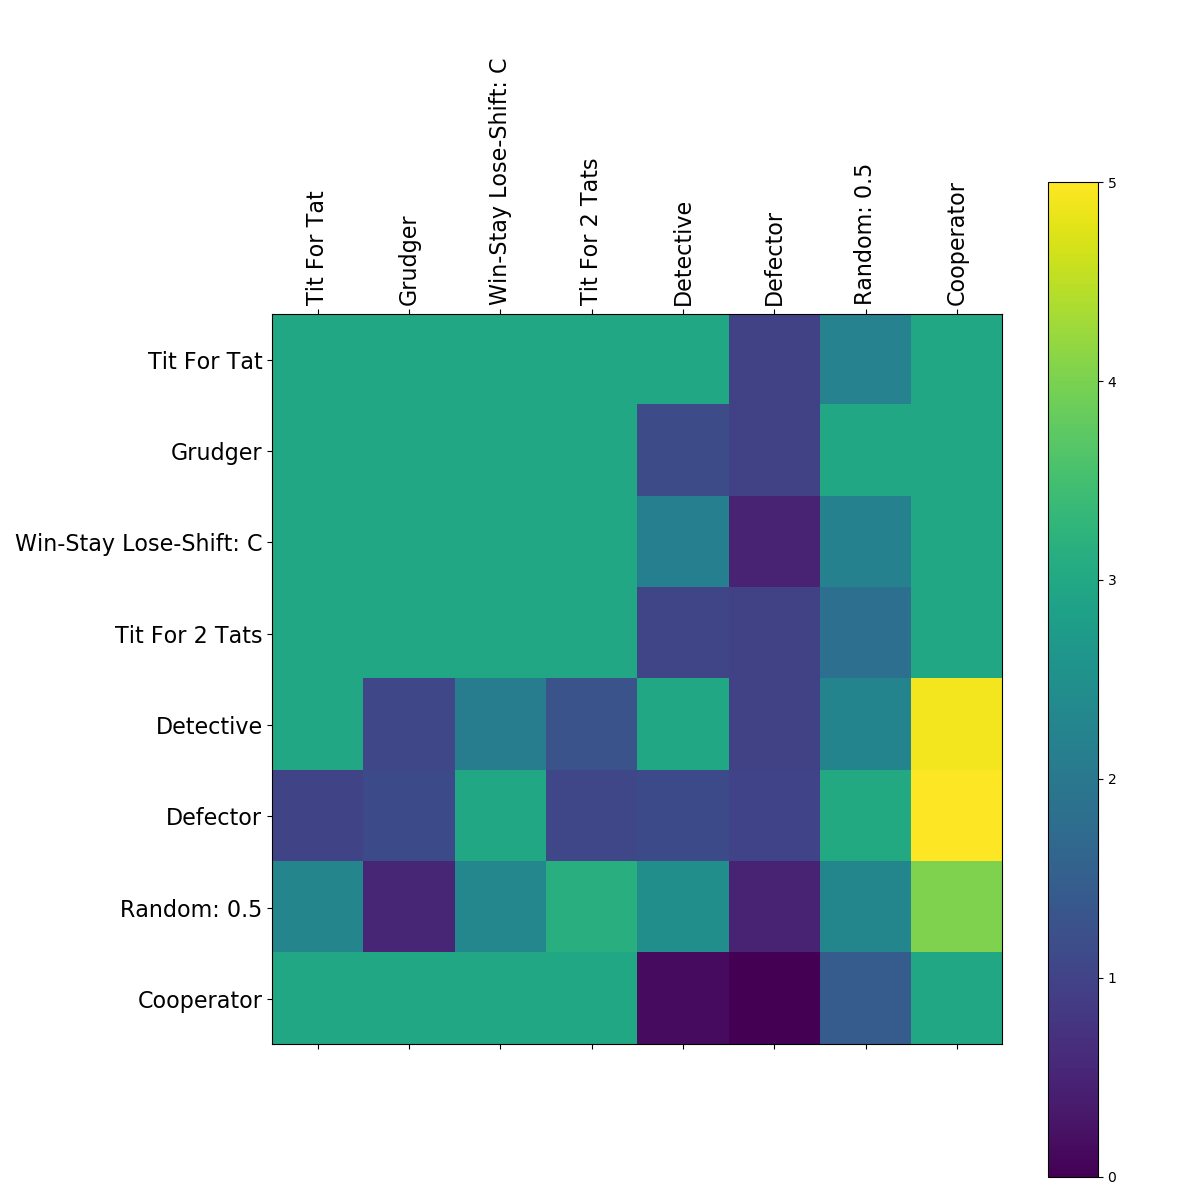 Tit For Tat
Grudger
Win-Stay Lose-Shift: C
Tit For 2 Tats
Detective
Defector
Random: 0.5
Cooperator
Tit For Tat
Grudger
Win-Stay Lose-Shift: C
Tit For 2 Tats
Detective
Defector
Random: 0.5
Cooperator
5
4
3
2
1
0